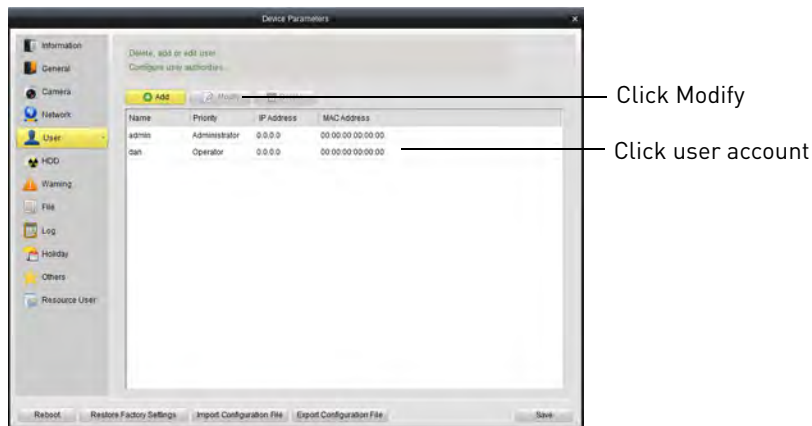 Device Parameters
×
Information
General
Camera
Network
User
HDD
Warning
File
Log
Holiday
Others
Resource User
Delete, add or edit user.
Configure user authorities.
Add Modify Delete
Name Priority IP Address MAC Address
admin Administrator 0.0.0.0 00:00:00:00:00:00
dan Operator 0.0.0.0 00:00:00:00:00:00
Click Modify
Click user account
Reboot Restore Factory Settings Import Configuration File Export Configuration File Save